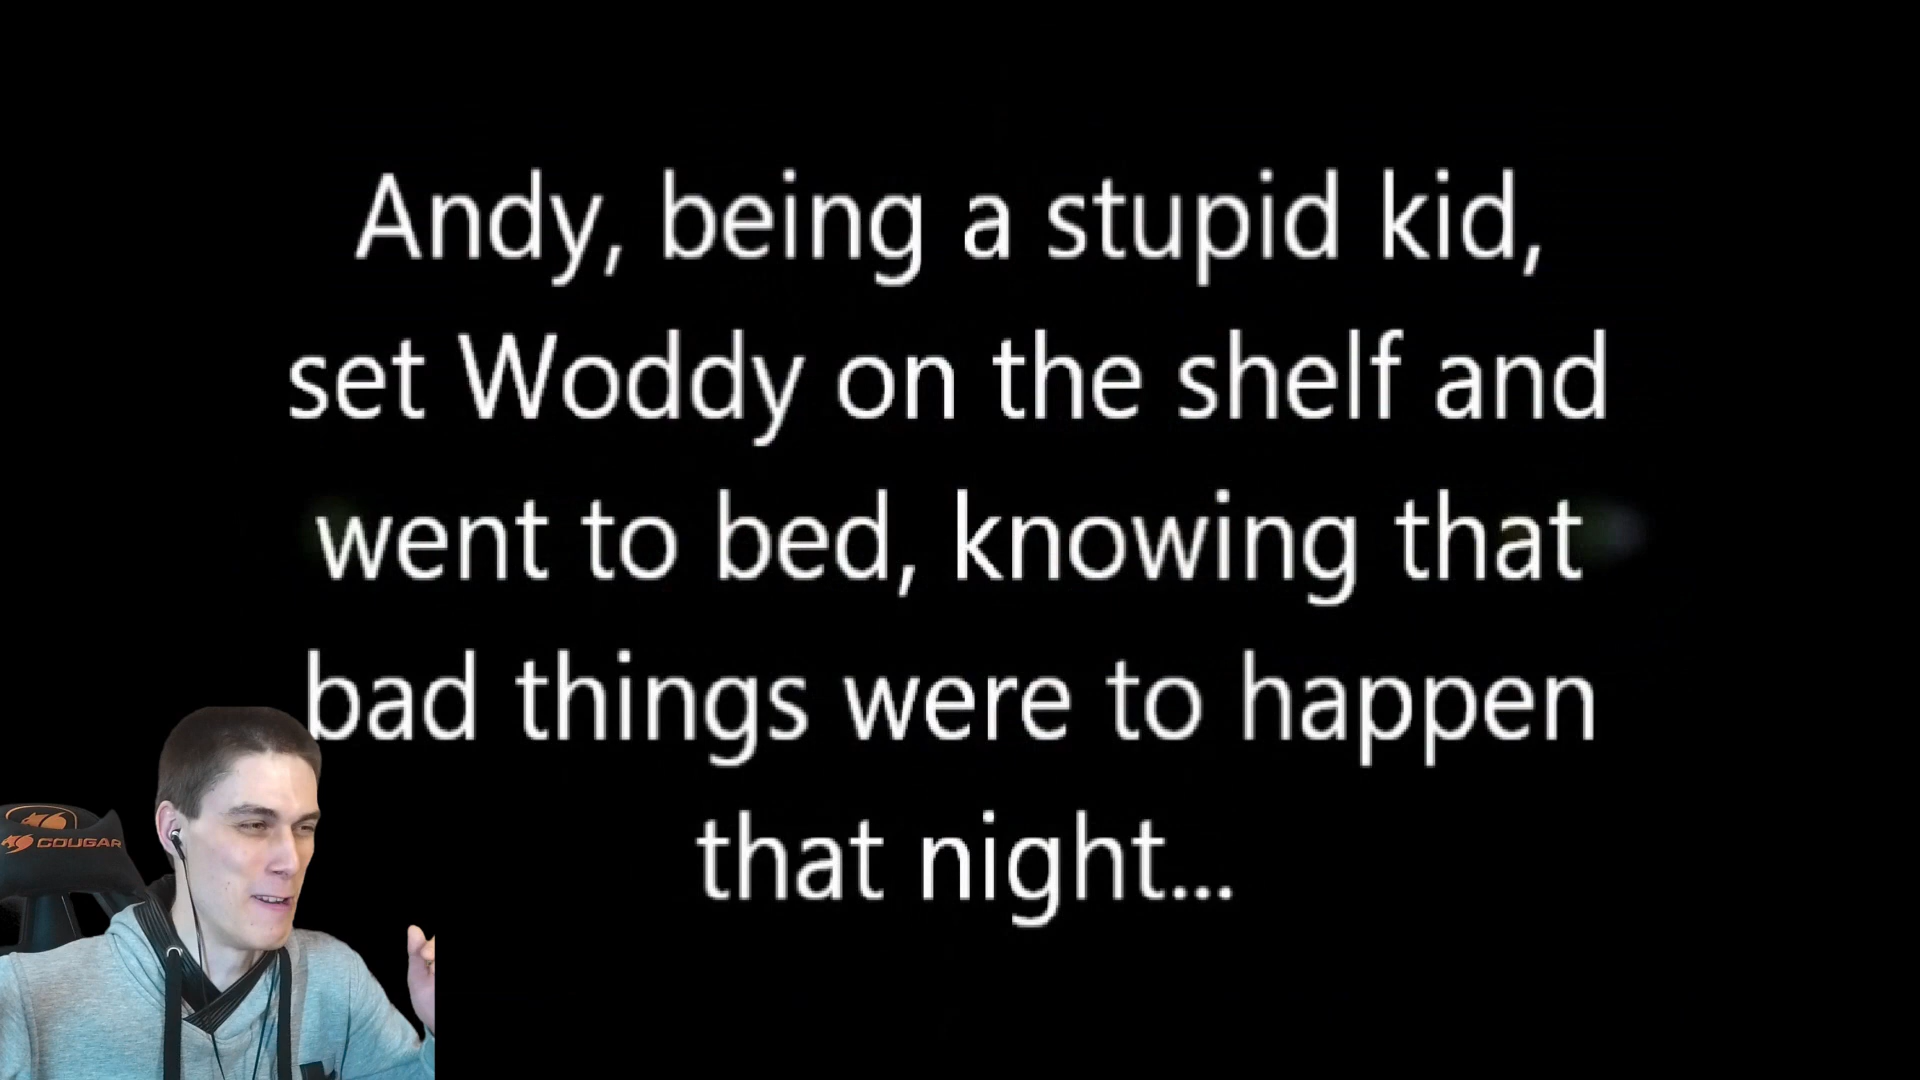 Andy, being a stupid kid,
set Woddy on the shelf and
went to bed, knowing that
bad things were to happen
that night...
COUGAR